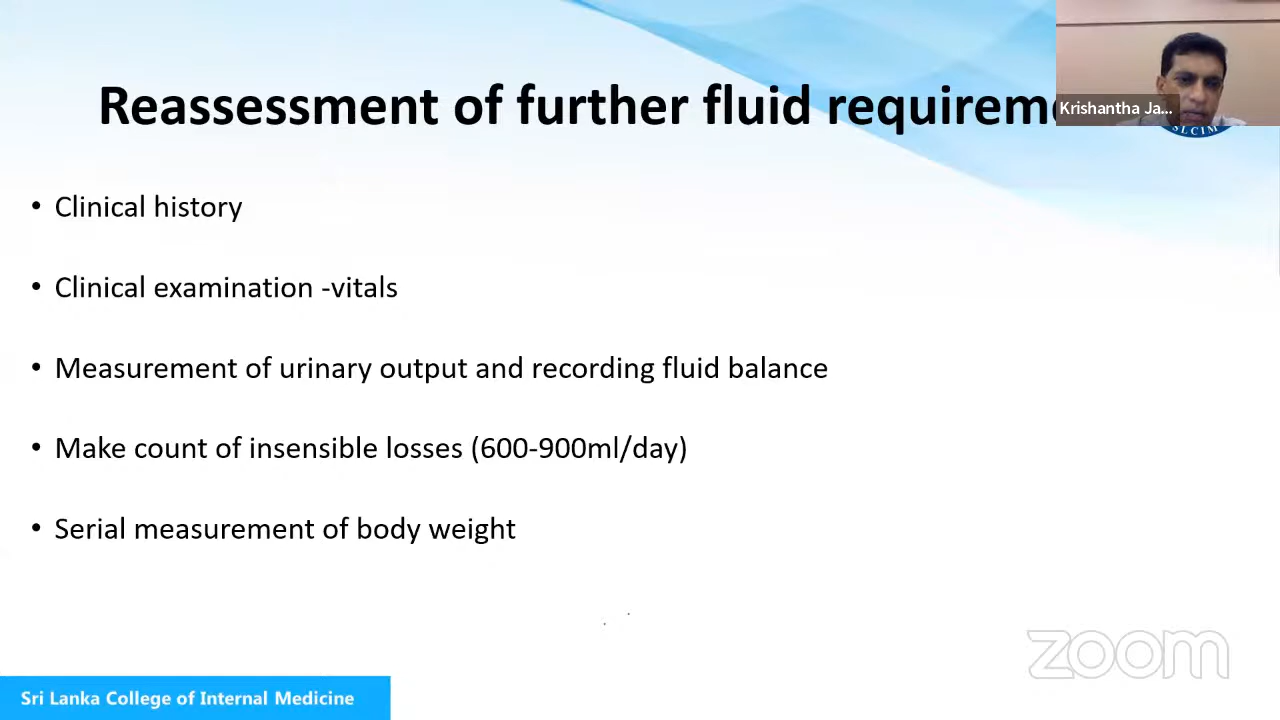 Reassessment of further fluid requirem
Krishantha Ja...
SLCIM
• Clinical history
• Clinical examination -vitals
• Measurement of urinary output and recording fluid balance
• Make count of insensible losses (600-900ml/day)
• Serial measurement of body weight
zoom
Sri Lanka College of Internal Medicine